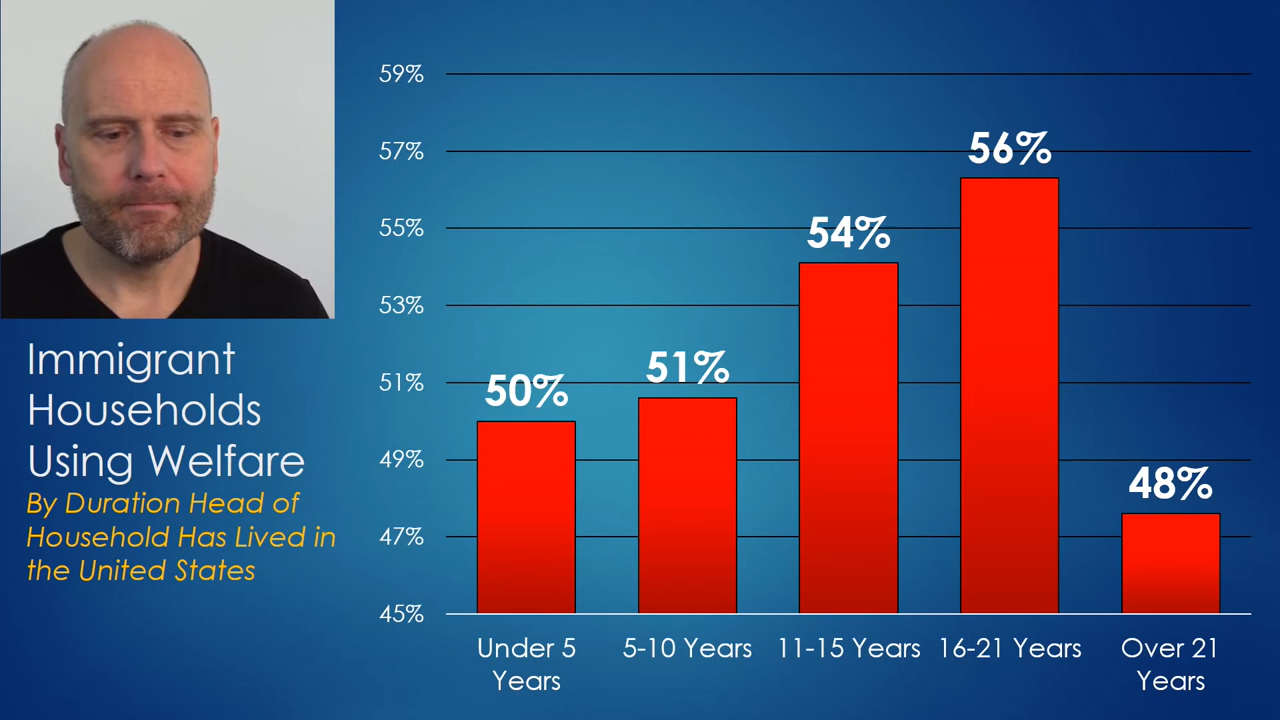 Immigrant
Households
Using Welfare
By Duration Head of
Household Has Lived in
the United States
59%
57%
55%
53%
51%
49%
47%
45%
50%
51%
54%
56%
48%
Under 5
Years
5-10 Years
11-15 Years
16-21 Years
Over 21
Years